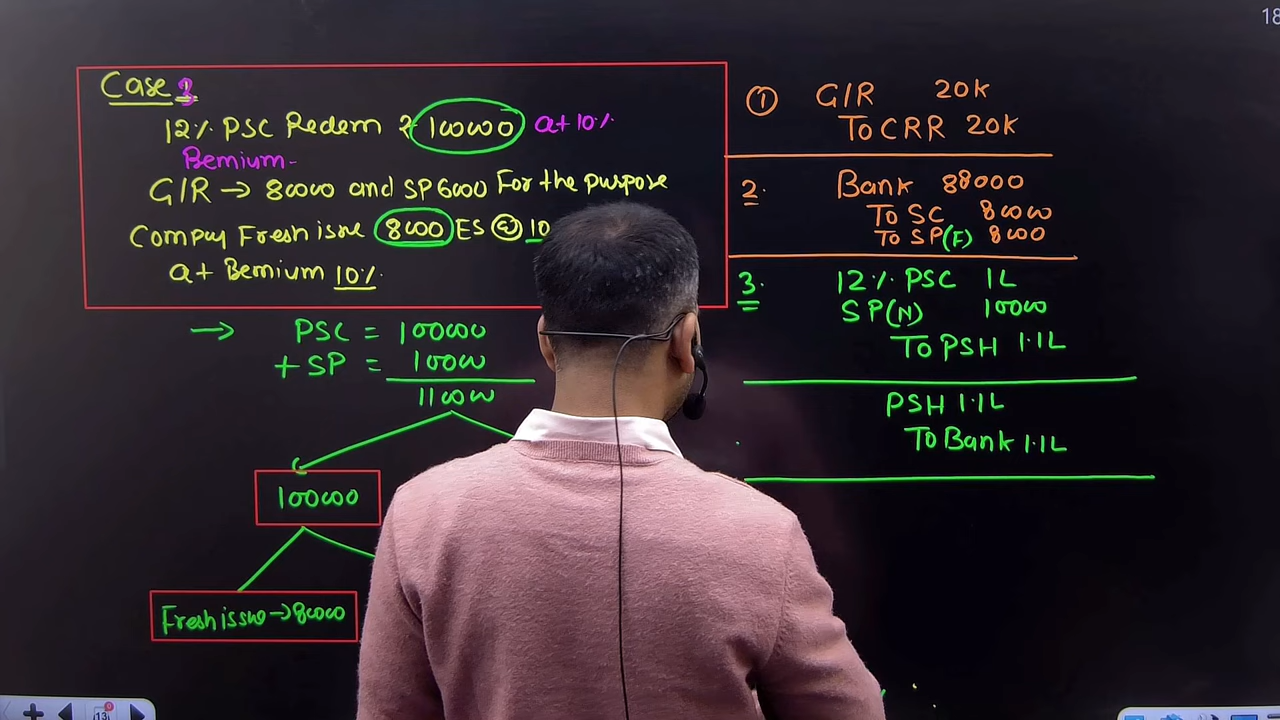 Case 3
12% PSC Redem ? 100000 at 10%
Premium-
G/R → 80000 and SP 6000 For the purpose
Compay Fresh issue 8000 ES @ 10
at Premium 10%
→ PSC = 100000
+ SP = 10000
110000
100000
Fresh issue → 80000
① G/R 20k
To CRR 20k
2. Bank 88000
To SC 80000
To SP(F) 8000
3. 12% PSC 1L
SP(N) 10000
To PSH 1.1L
PSH 1.1L
To Bank 1.1L
18
13